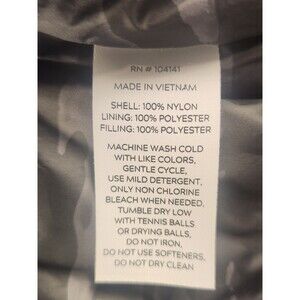 RN # 104141
MADE IN VIETNAM
SHELL: 100% NYLON
LINING: 100% POLYESTER
FILLING: 100% POLYESTER
MACHINE WASH COLD
WITH LIKE COLORS,
GENTLE CYCLE,
USE MILD DETERGENT,
ONLY NON CHLORINE
BLEACH WHEN NEEDED,
TUMBLE DRY LOW
WITH TENNIS BALLS
OR DRYING BALLS,
DO NOT IRON,
DO NOT USE SOFTENERS,
DO NOT DRY CLEAN